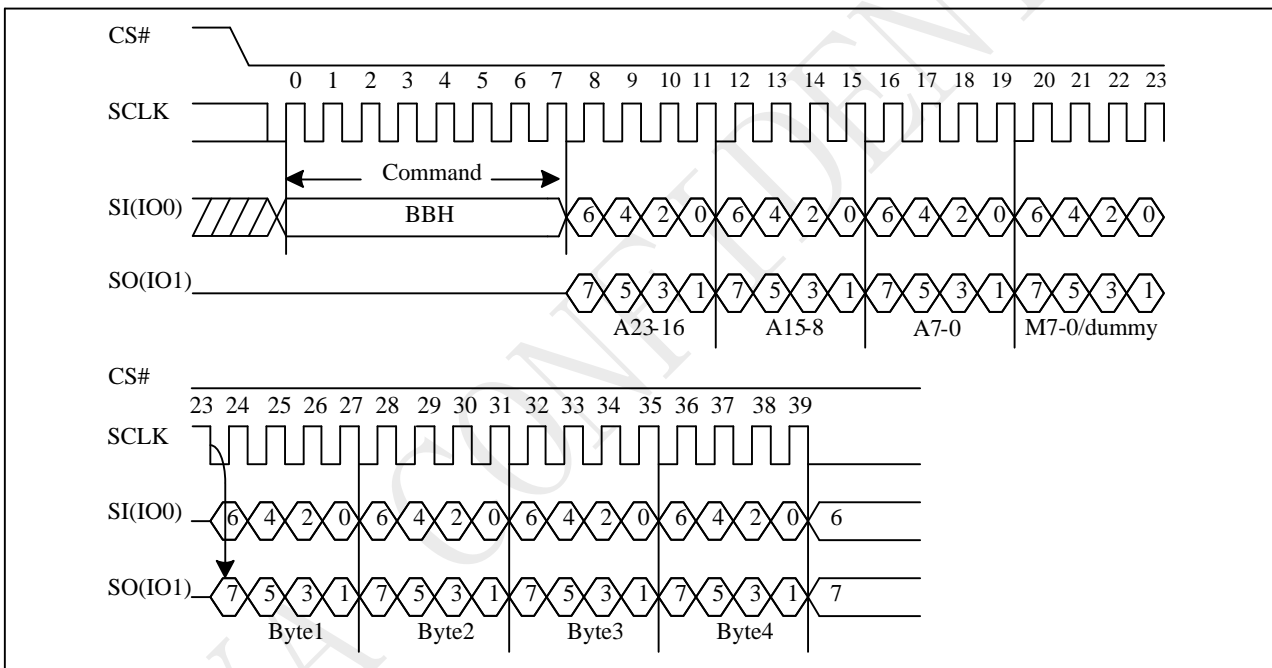 CS#
0 1 2 3 4 5 6 7 8 9 10 11 12 13 14 15 16 17 18 19 20 21 22 23
SCLK
Command
SI(IO0) BBH 6 4 2 0 6 4 2 0 6 4 2 0 6 4 2 0
SO(IO1) 7 5 3 1 7 5 3 1 7 5 3 1 7 5 3 1
A23-16 A15-8 A7-0 M7-0/dummy
CS#
23 24 25 26 27 28 29 30 31 32 33 34 35 36 37 38 39
SCLK
SI(IO0) 6 4 2 0 6 4 2 0 6 4 2 0 6 4 2 0 6
SO(IO1) 7 5 3 1 7 5 3 1 7 5 3 1 7 5 3 1 7
Byte1 Byte2 Byte3 Byte4